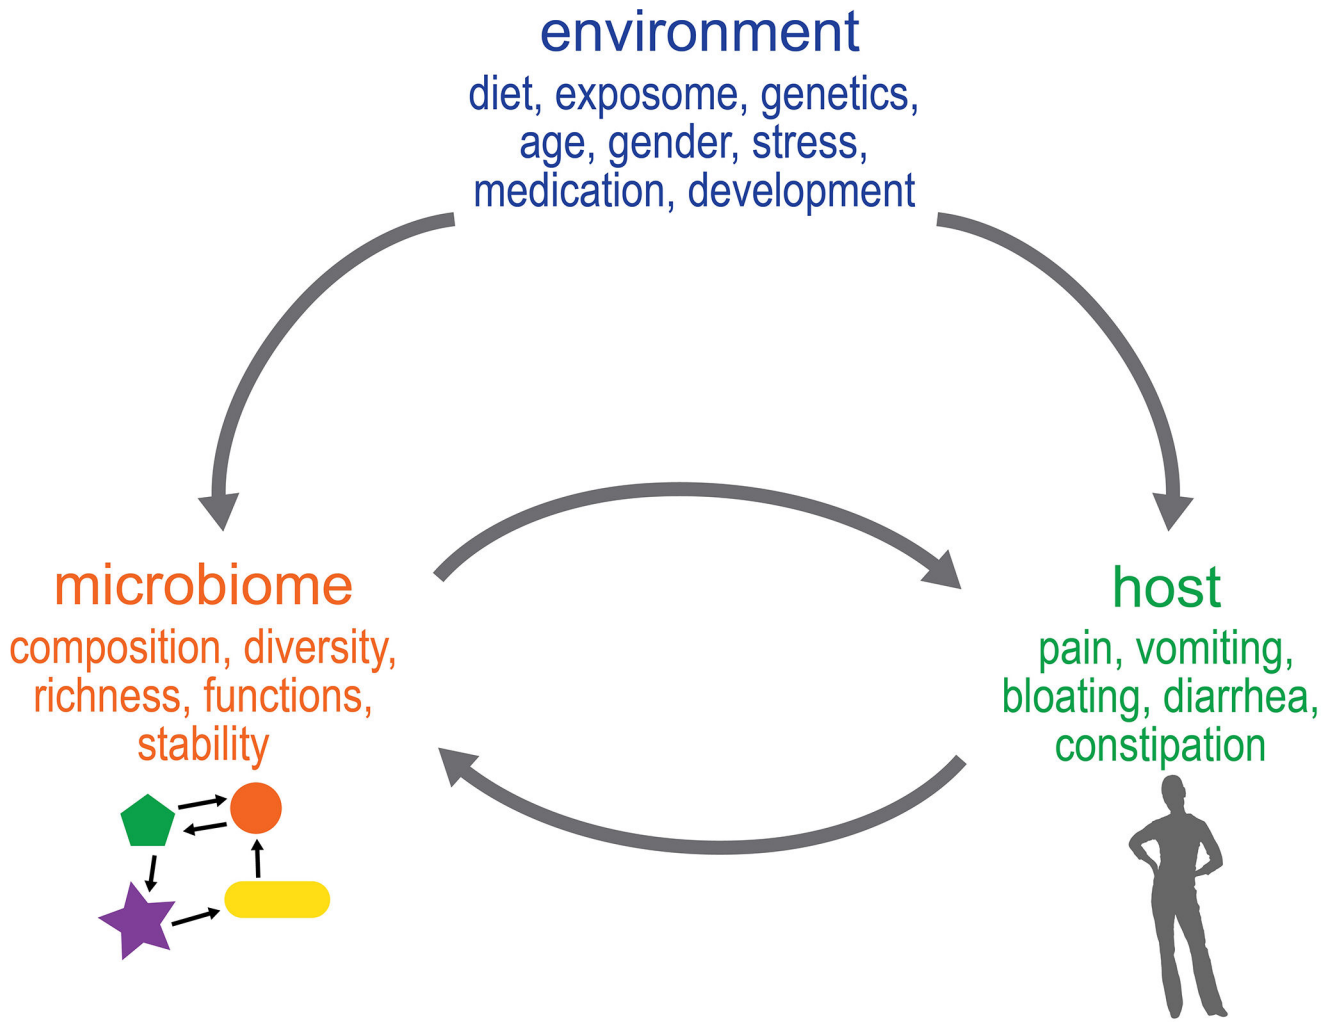 environment
diet, exposome, genetics,
age, gender, stress,
medication, development
microbiome
composition, diversity,
richness, functions,
stability
host
pain, vomiting,
bloating, diarrhea,
constipation